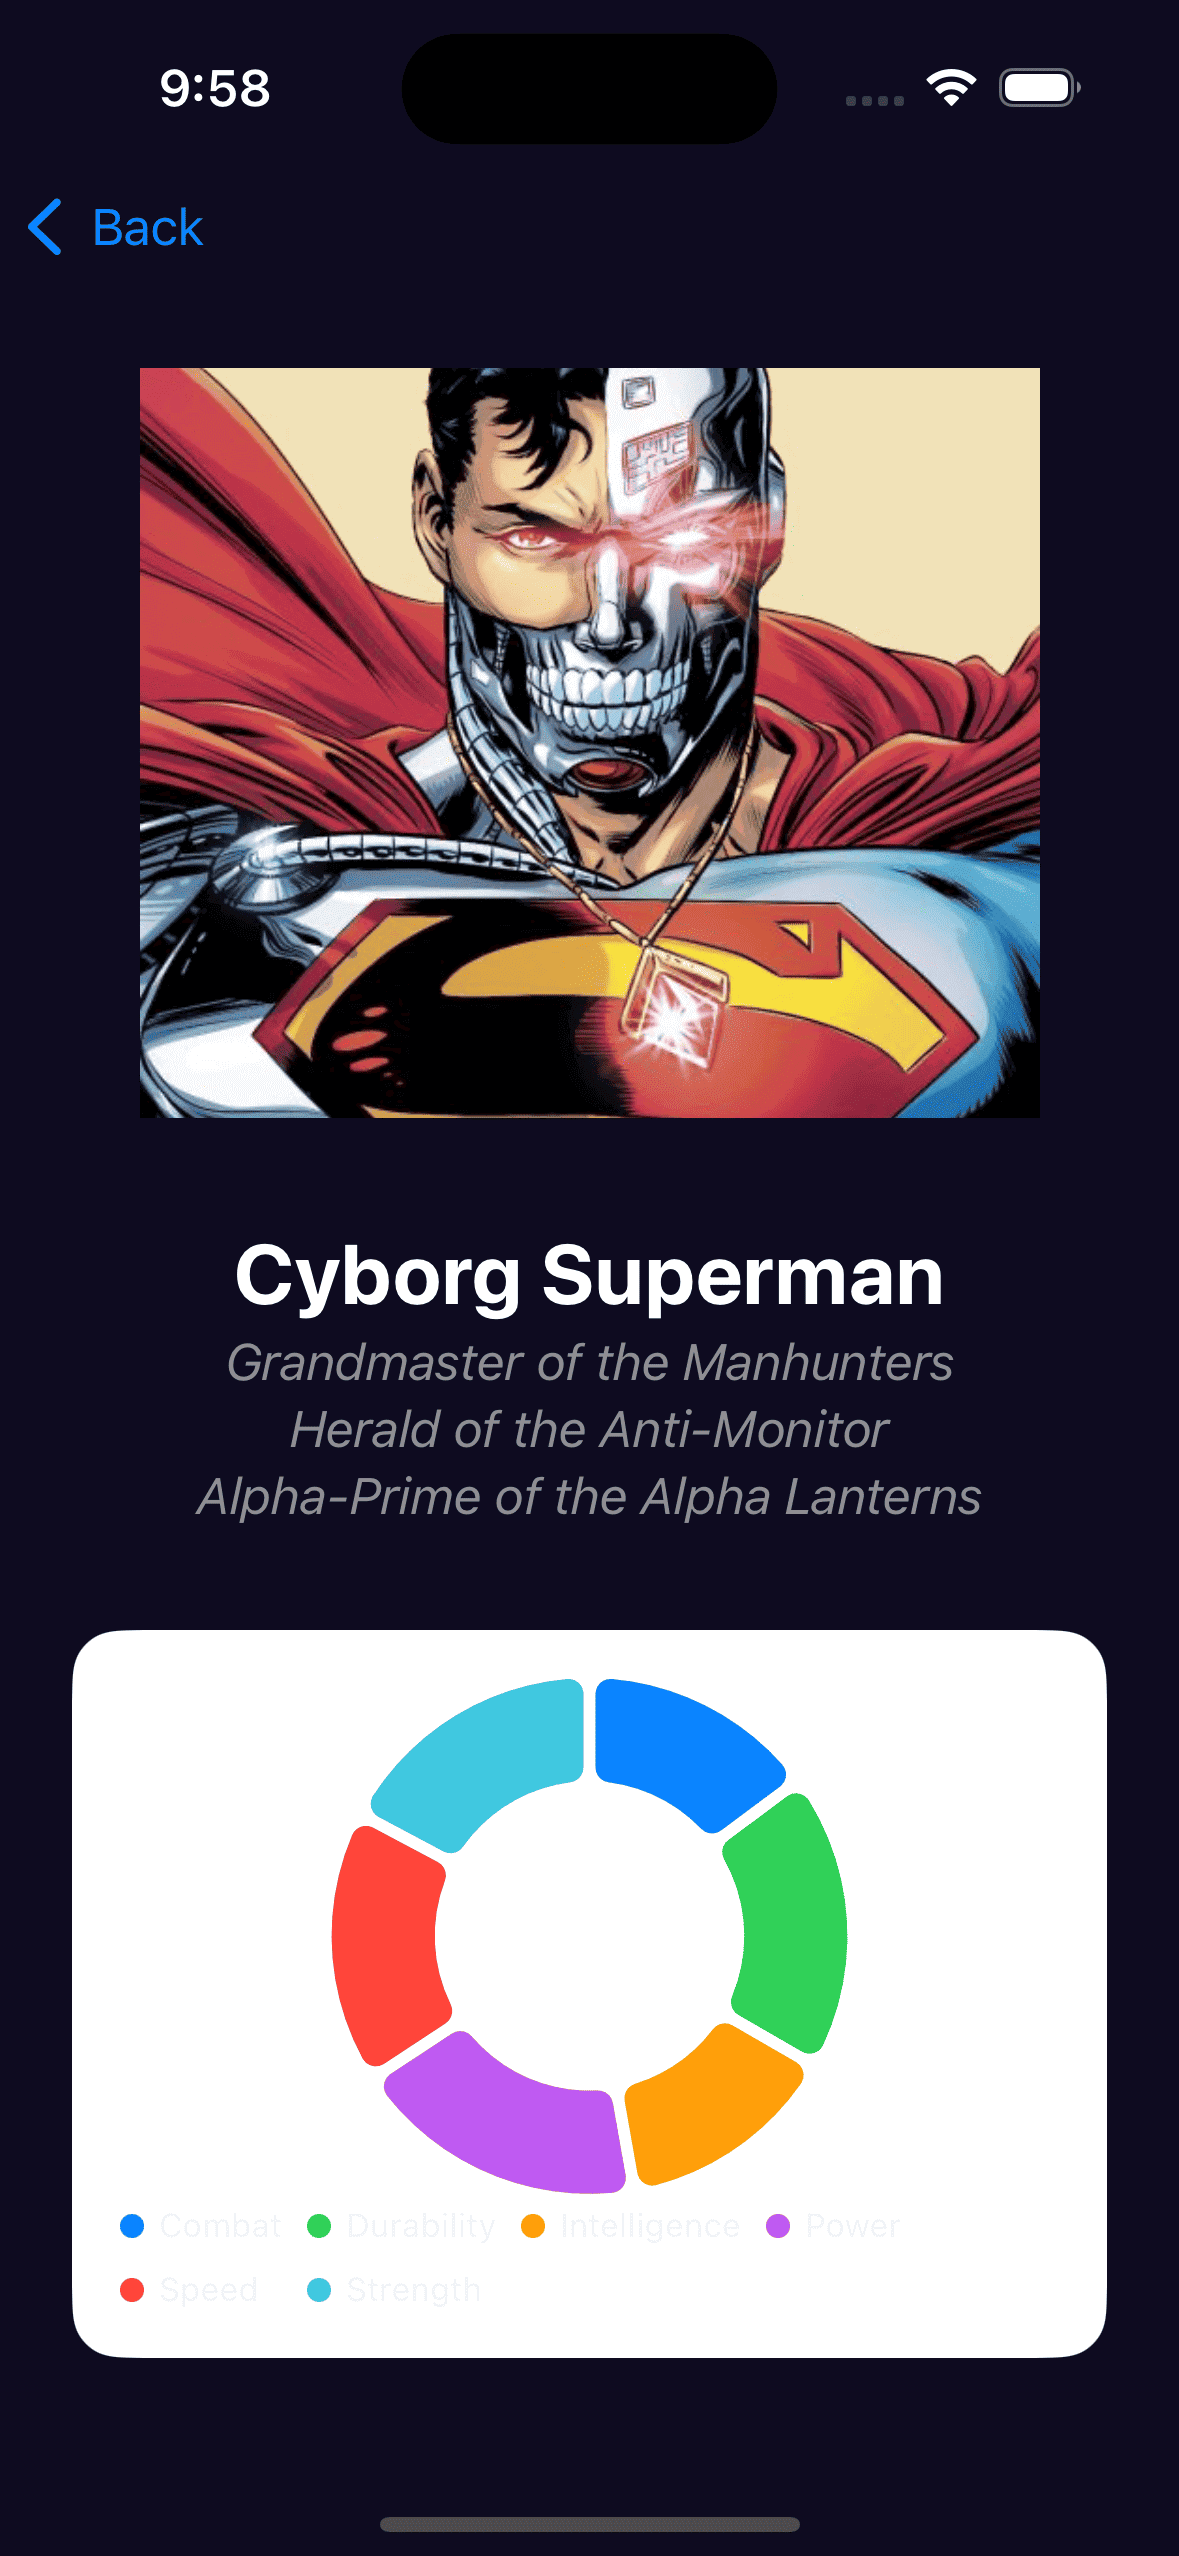 9:58
Back
Cyborg Superman
Grandmaster of the Manhunters
Herald of the Anti-Monitor
Alpha-Prime of the Alpha Lanterns
Combat Durability Intelligence Power
Speed Strength